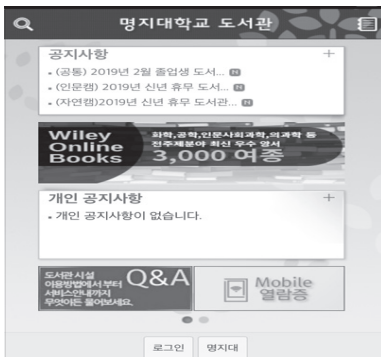 명지대학교 도서관
공지사항
(공통) 2019년 2월 졸업생 도서... N
(인문캠) 2019년 신년 휴무 도서... N
(자연캠)2019년 신년 휴무 도서관... N
Wiley
Online
Books
화학,공학,인문사회과학,의과학 등
전주제분야 최신 우수 양서
3,000 여종
개인 공지사항
개인 공지사항이 없습니다.
도서관시설
이용방법에서부터
서비스안내까지
무엇이든 물어보세요.
Q&A
Mobile
열람증
로그인 명지대